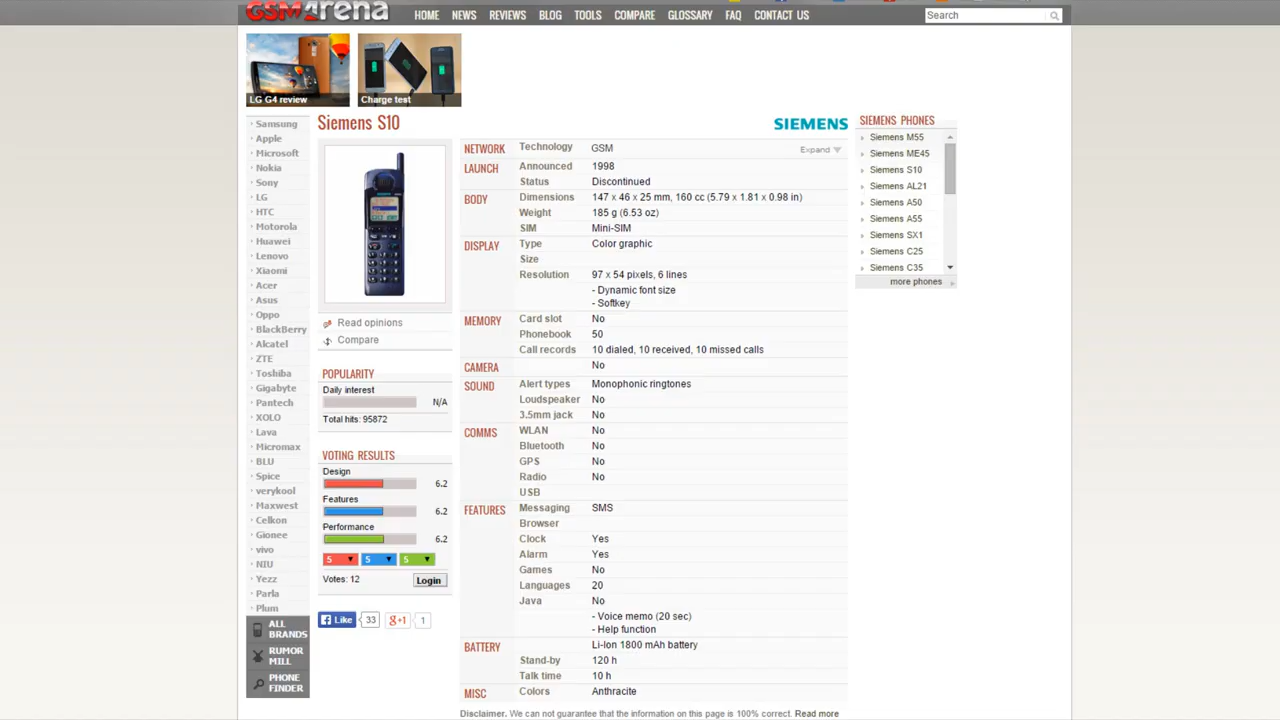 GSMarena
HOME NEWS REVIEWS BLOG TOOLS COMPARE GLOSSARY FAQ CONTACT US
Search
LG G4 review
Charge test
Samsung
Apple
Microsoft
Nokia
Sony
LG
HTC
Motorola
Huawei
Lenovo
Xiaomi
Acer
Asus
Oppo
BlackBerry
Alcatel
ZTE
Toshiba
Gigabyte
Pantech
XOLO
Lava
Micromax
BLU
Spice
verykool
Maxwest
Celkon
Gionee
vivo
NIU
Yezz
Parla
Plum
ALL
BRANDS
RUMOR
MILL
PHONE
FINDER
Siemens S10
SIEMENS
Read opinions
Compare
POPULARITY
Daily interest
N/A
Total hits: 95872
VOTING RESULTS
Design
6.2
Features
6.2
Performance
6.2
5 5 5
Votes: 12 Login
Like 33 g+1 1
NETWORK Technology GSM Expand
LAUNCH Announced 1998
Status Discontinued
BODY Dimensions 147 x 46 x 25 mm, 160 cc (5.79 x 1.81 x 0.98 in)
Weight 185 g (6.53 oz)
SIM Mini-SIM
DISPLAY Type Color graphic
Size
Resolution 97 x 54 pixels, 6 lines
- Dynamic font size
- Softkey
MEMORY Card slot No
Phonebook 50
Call records 10 dialed, 10 received, 10 missed calls
CAMERA No
SOUND Alert types Monophonic ringtones
Loudspeaker No
3.5mm jack No
COMMS WLAN No
Bluetooth No
GPS No
Radio No
USB
FEATURES Messaging SMS
Browser
Clock Yes
Alarm Yes
Games No
Languages 20
Java No
- Voice memo (20 sec)
- Help function
BATTERY Li-Ion 1800 mAh battery
Stand-by 120 h
Talk time 10 h
MISC Colors Anthracite
Disclaimer. We can not guarantee that the information on this page is 100% correct. Read more
SIEMENS PHONES
Siemens M55
Siemens ME45
Siemens S10
Siemens AL21
Siemens A50
Siemens A55
Siemens SX1
Siemens C25
Siemens C35
more phones